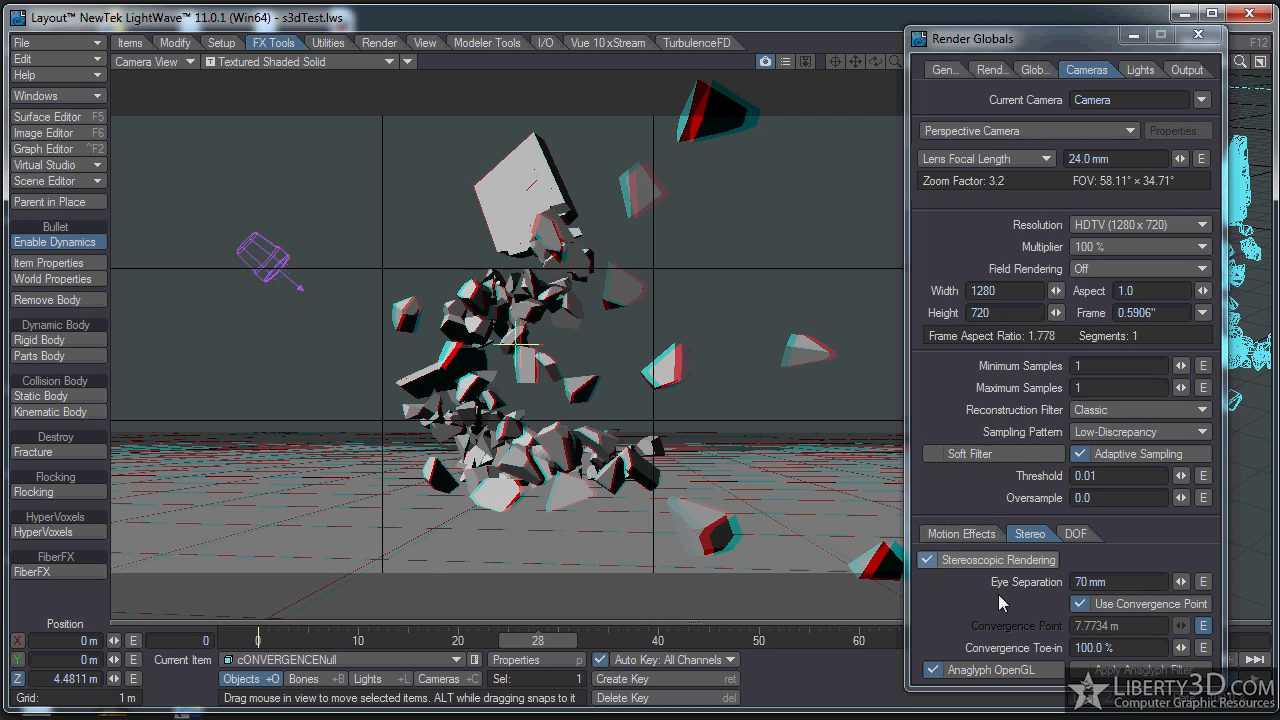 Layout™ NewTek LightWave™ 11.0.1 (Win64) - s3dTest.lws
File
Edit
Help
Windows
Surface Editor F5
Image Editor F6
Graph Editor ^F2
Virtual Studio
Scene Editor
Parent in Place
Bullet
Enable Dynamics
Item Properties
World Properties
Remove Body
Dynamic Body
Rigid Body
Parts Body
Collision Body
Static Body
Kinematic Body
Destroy
Fracture
Flocking
Flocking
HyperVoxels
HyperVoxels
FiberFX
FiberFX
Items Modify Setup FX Tools Utilities Render View Modeler Tools I/O Vue 10 xStream TurbulenceFD
Camera View Textured Shaded Solid
F12
Render Globals
Gen... Rend... Glob... Cameras Lights Output
Current Camera Camera
Perspective Camera Properties
Lens Focal Length 24.0 mm E
Zoom Factor: 3.2 FOV: 58.11° × 34.71°
Resolution HDTV (1280 x 720)
Multiplier 100 %
Field Rendering Off
Width 1280 Aspect 1.0
Height 720 Frame 0.5906"
Frame Aspect Ratio: 1.778 Segments: 1
Minimum Samples 1 E
Maximum Samples 1 E
Reconstruction Filter Classic
Sampling Pattern Low-Discrepancy
Soft Filter Adaptive Sampling
Threshold 0.01 E
Oversample 0.0 E
Motion Effects Stereo DOF
Stereoscopic Rendering
Eye Separation 70 mm E
Use Convergence Point
Convergence Point 7.7734 m E
Convergence Toe-in 100.0 % E
Anaglyph OpenGL Apply Anaglyph Filter
Position
X 0 m E
Y 0 m E
Z 4.4811 m E
Grid: 1 m
0 0 10 20 28 40 50 60
Current Item cONVERGENCENull Properties p
Auto Key: All Channels
Objects +O Bones +B Lights +L Cameras +C Sel: 1
Create Key ret
Drag mouse in view to move selected items. ALT while dragging snaps to it
Delete Key del
LIBERTY3D.COM
Computer Graphic Resources